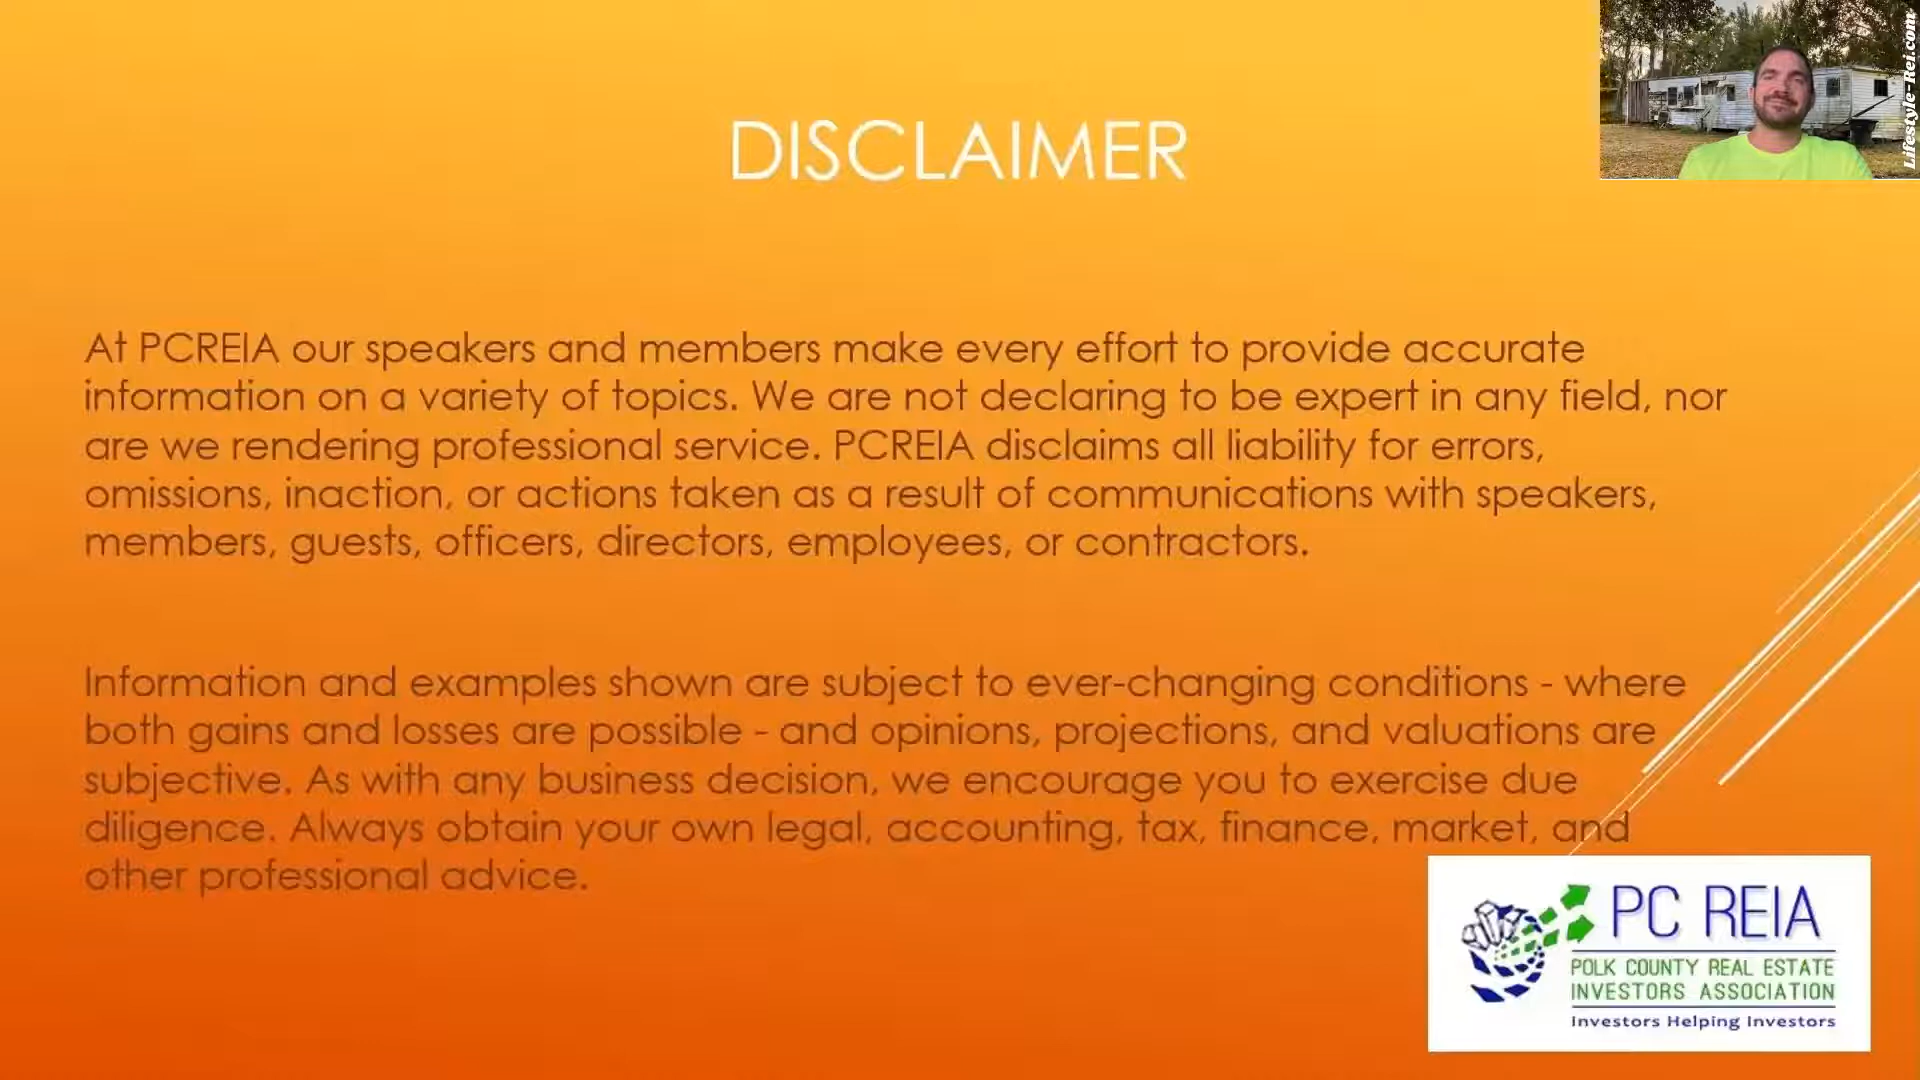 DISCLAIMER
Lifestyle-Rei.com
At PCREIA our speakers and members make every effort to provide accurate
information on a variety of topics. We are not declaring to be expert in any field, nor
are we rendering professional service. PCREIA disclaims all liability for errors,
omissions, inaction, or actions taken as a result of communications with speakers,
members, guests, officers, directors, employees, or contractors.
Information and examples shown are subject to ever-changing conditions - where
both gains and losses are possible - and opinions, projections, and valuations are
subjective. As with any business decision, we encourage you to exercise due
diligence. Always obtain your own legal, accounting, tax, finance, market, and
other professional advice.
PC REIA
POLK COUNTY REAL ESTATE
INVESTORS ASSOCIATION
Investors Helping Investors